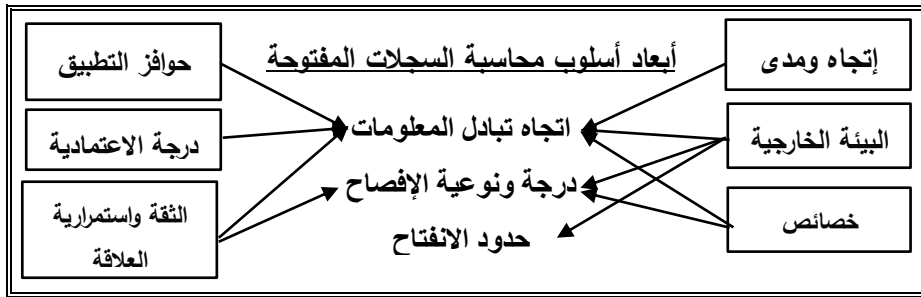 أبعاد أسلوب محاسبة السجلات المفتوحة
إتجاه ومدى
البيئة الخارجية
خصائص
اتجاه تبادل المعلومات
درجة ونوعية الإفصاح
حدود الانفتاح
حوافز التطبيق
درجة الاعتمادية
الثقة واستمرارية
العلاقة